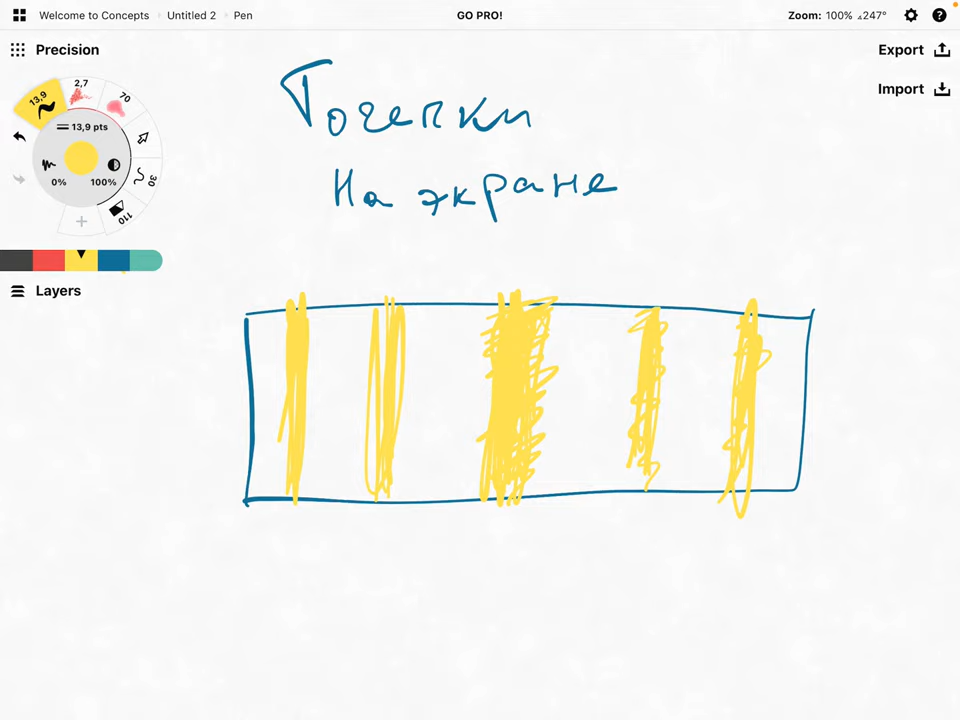 Welcome to Concepts
Untitled 2
Pen
GO PRO!
Zoom: 100% 247°
Precision
Export
Import
13,9
2,7
70
13,9 pts
0%
100%
30
110
Layers
Точепки
На экране